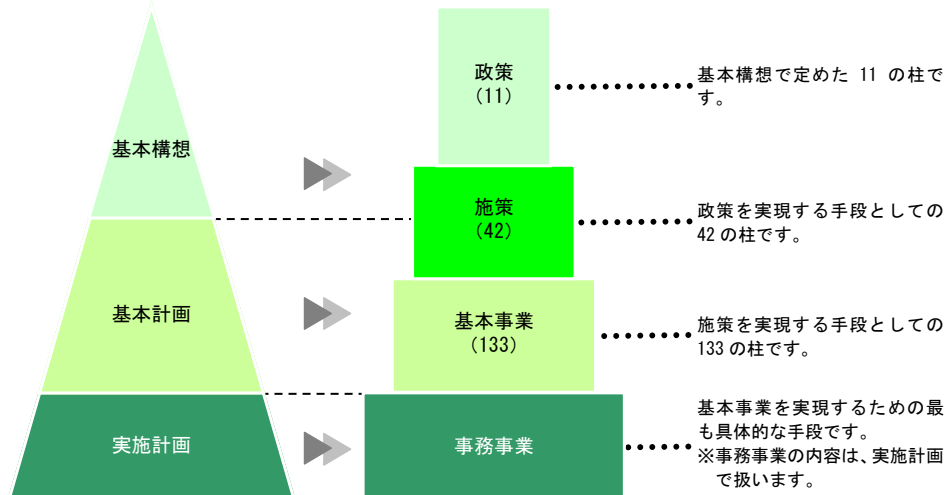 基本構想
基本計画
実施計画
政策
(11)
施策
(42)
基本事業
(133)
事務事業
基本構想で定めた 11 の柱で
す。
政策を実現する手段としての
42 の柱です。
施策を実現する手段としての
133 の柱です。
基本事業を実現するための最
も具体的な手段です。
※事務事業の内容は、実施計画
で扱います。